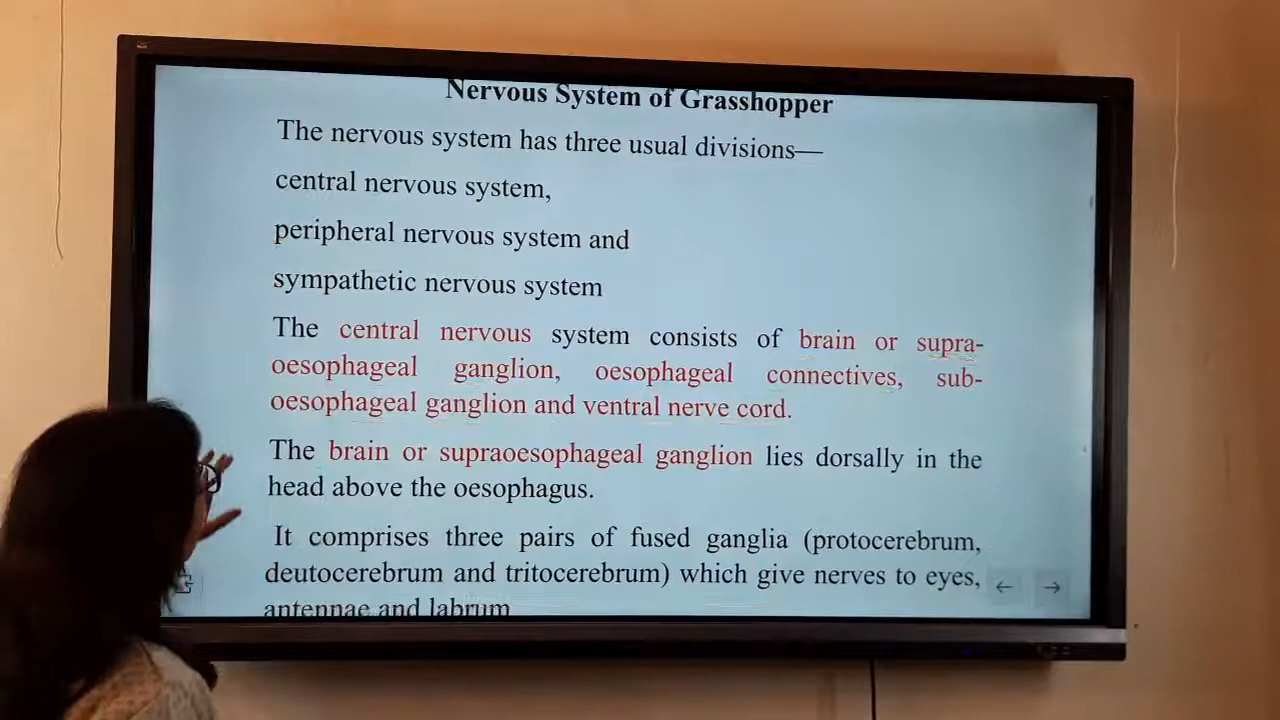 Nervous System of Grasshopper
The nervous system has three usual divisions—
central nervous system,
peripheral nervous system and
sympathetic nervous system
The central nervous system consists of brain or supra-
oesophageal ganglion, oesophageal connectives, sub-
oesophageal ganglion and ventral nerve cord.
The brain or supraoesophageal ganglion lies dorsally in the
head above the oesophagus.
It comprises three pairs of fused ganglia (protocerebrum,
deutocerebrum and tritocerebrum) which give nerves to eyes,
antennae and labrum